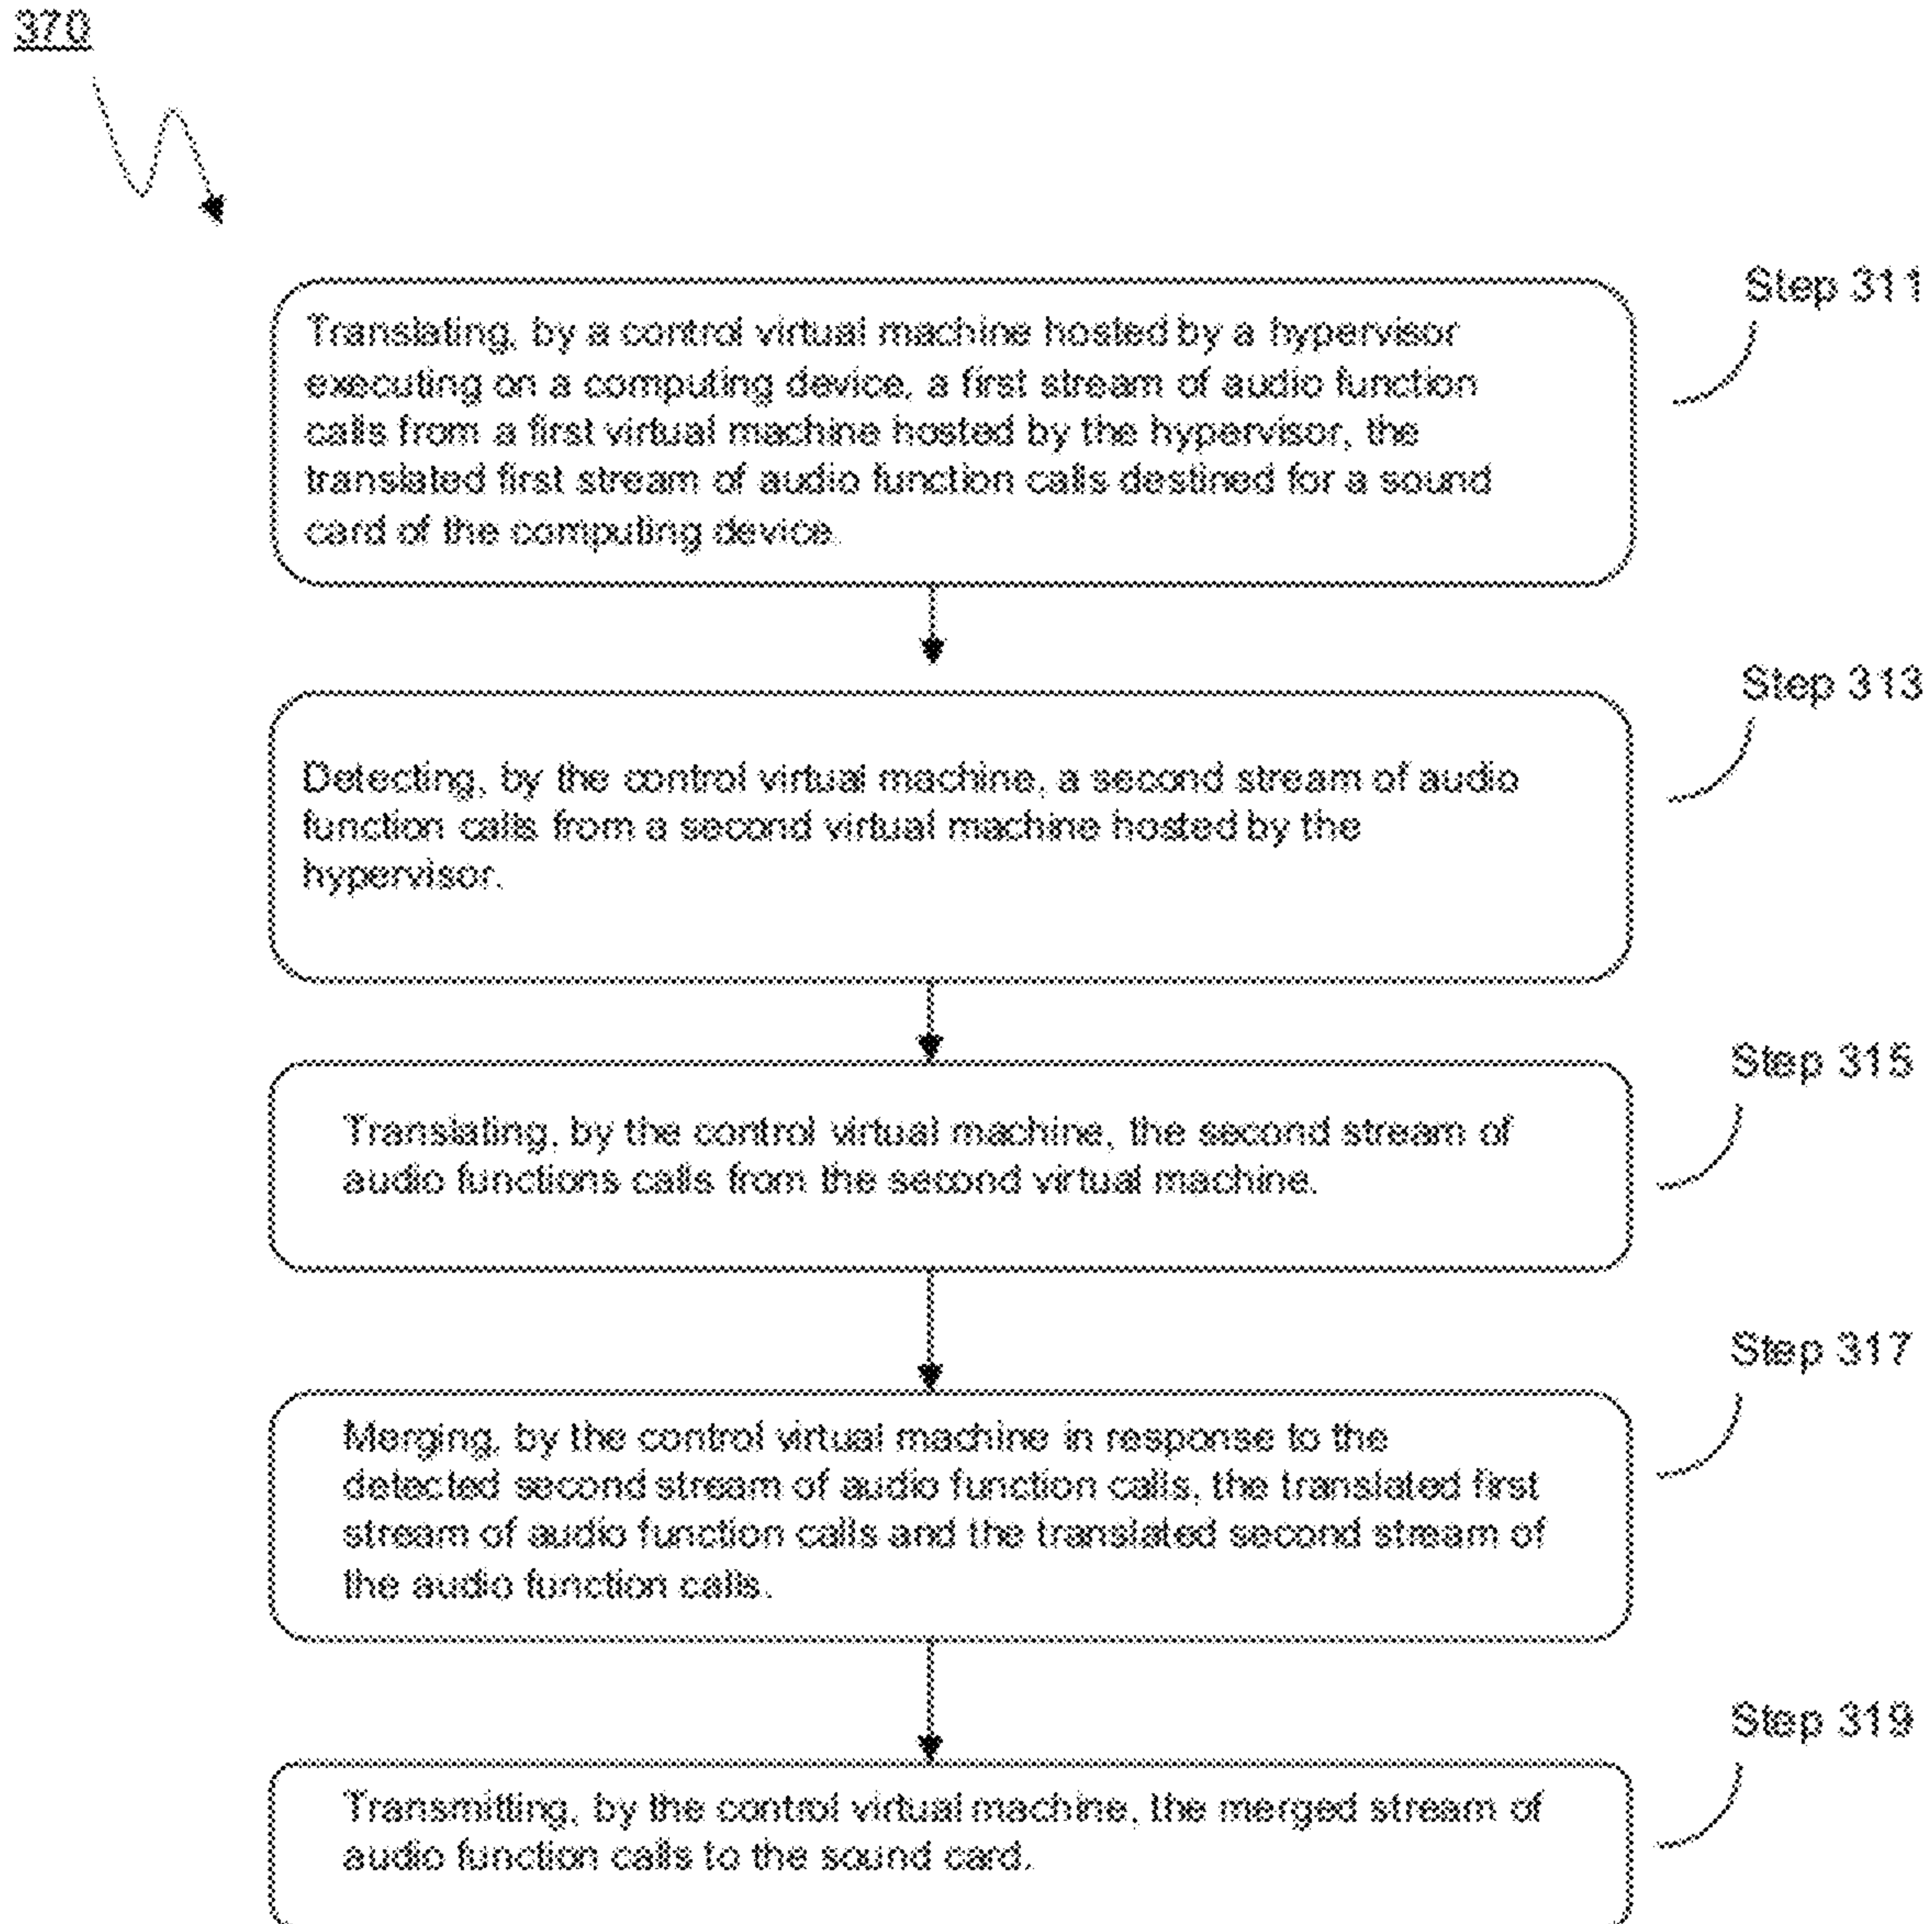 370
Step 311
Translating, by a control virtual machine hosted by a hypervisor
executing on a computing device, a first stream of audio function
calls from a first virtual machine hosted by the hypervisor, the
translated first stream of audio function calls destined for a sound
card of the computing device.
Step 313
Detecting, by the control virtual machine, a second stream of audio
function calls from a second virtual machine hosted by the
hypervisor.
Step 315
Translating, by the control virtual machine, the second stream of
audio functions calls from the second virtual machine.
Step 317
Merging, by the control virtual machine in response to the
detected second stream of audio function calls, the translated first
stream of audio function calls and the translated second stream of
the audio function calls.
Step 319
Transmitting, by the control virtual machine, the merged stream of
audio function calls to the sound card.